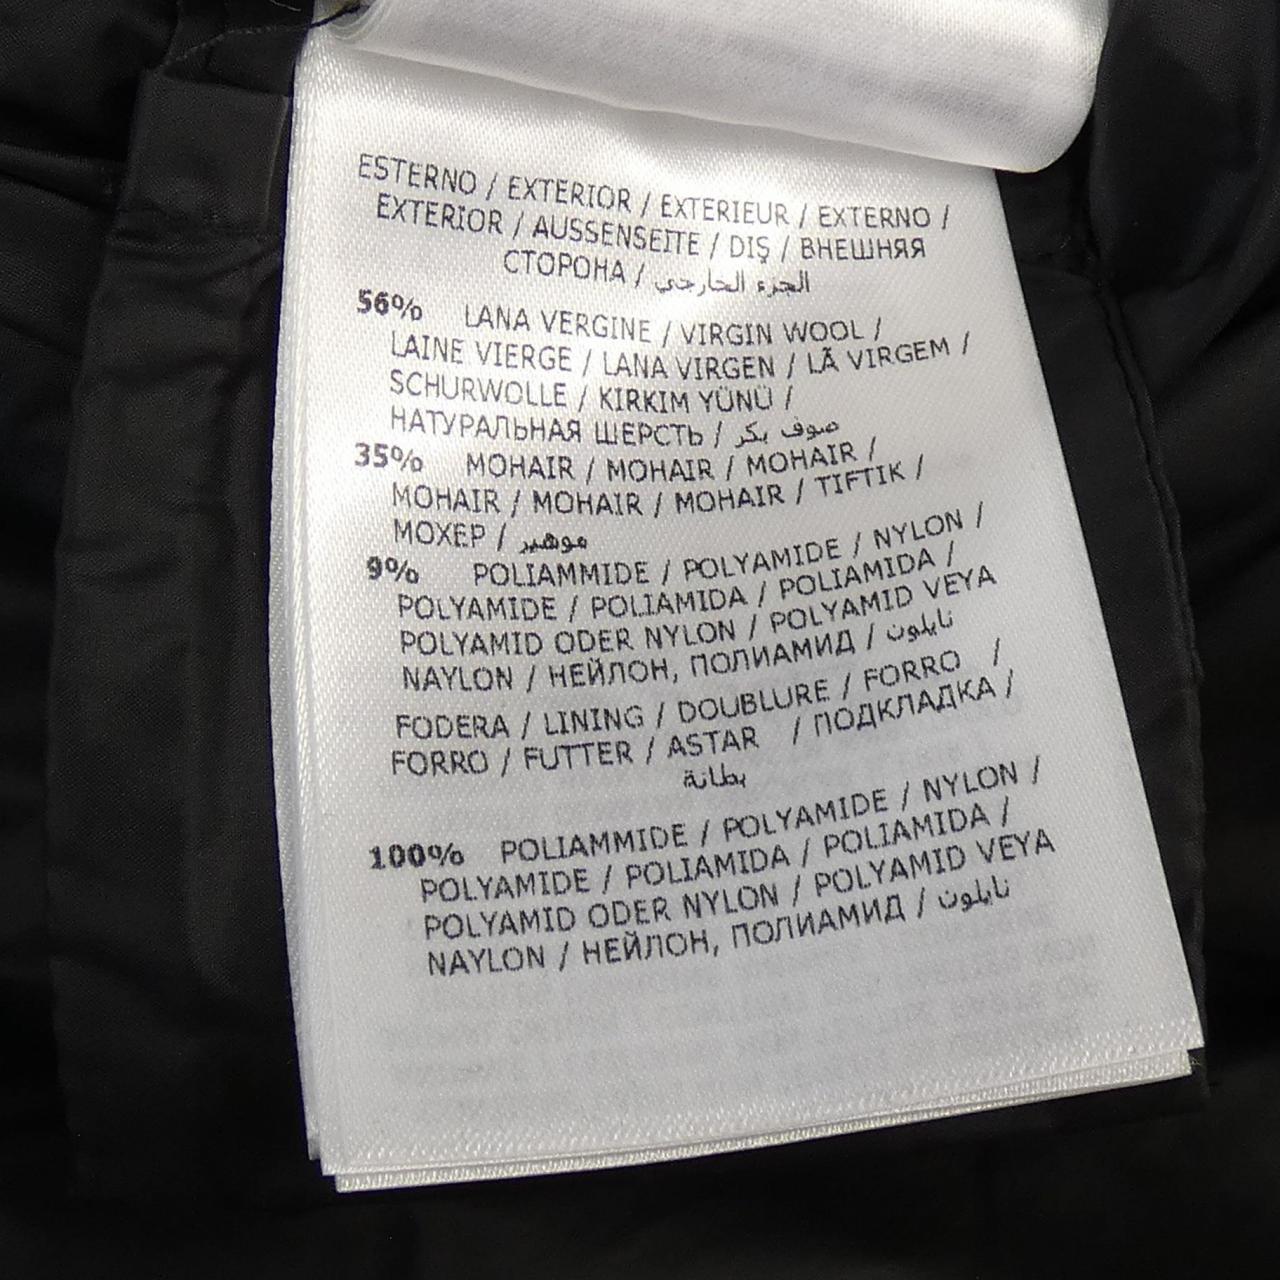 ESTERNO / EXTERIOR / EXTERIEUR / EXTERNO /
EXTERIOR / AUSSENSEITE / DIŞ / ВНЕШНЯЯ
СТОРОНА / الجزء الخارجي
56% LANA VERGINE / VIRGIN WOOL /
LAINE VIERGE / LANA VIRGEN / LÃ VIRGEM /
SCHURWOLLE / KIRKIM YÜNÜ /
НАТУРАЛЬНАЯ ШЕРСТЬ / صوف بكر
35% MOHAIR / MOHAIR / MOHAIR /
MOHAIR / MOHAIR / MOHAIR / TIFTIK /
МОХЕР / موهير
9% POLIAMMIDE / POLYAMIDE / NYLON /
POLYAMIDE / POLIAMIDA / POLIAMIDA /
POLYAMID ODER NYLON / POLYAMID VEYA
NAYLON / НЕЙЛОН, ПОЛИАМИД / نايلون
FODERA / LINING / DOUBLURE / FORRO /
FORRO / FUTTER / ASTAR / ПОДКЛАДКА /
بطانة
100% POLIAMMIDE / POLYAMIDE / NYLON /
POLYAMIDE / POLIAMIDA / POLIAMIDA /
POLYAMID ODER NYLON / POLYAMID VEYA
NAYLON / НЕЙЛОН, ПОЛИАМИД / نايلون